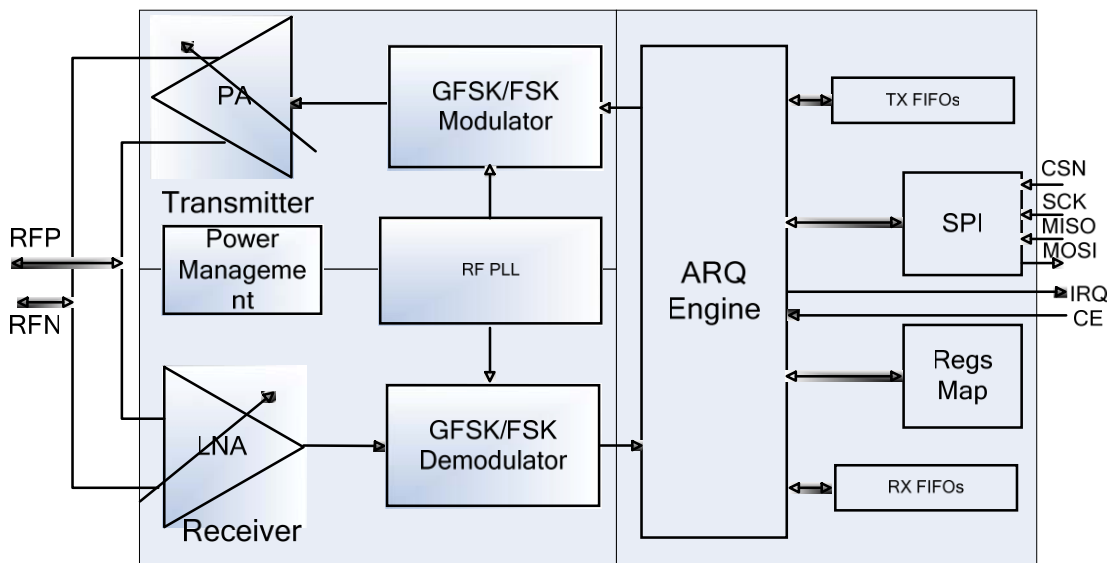 PA
GFSK/FSK
Modulator
TX FIFOs
CSN
SCK
MISO
MOSI
SPI
Transmitter
RFP
RFN
Power
Manageme
nt
RF PLL
ARQ
Engine
IRQ
CE
Regs
Map
LNA
GFSK/FSK
Demodulator
RX FIFOs
Receiver